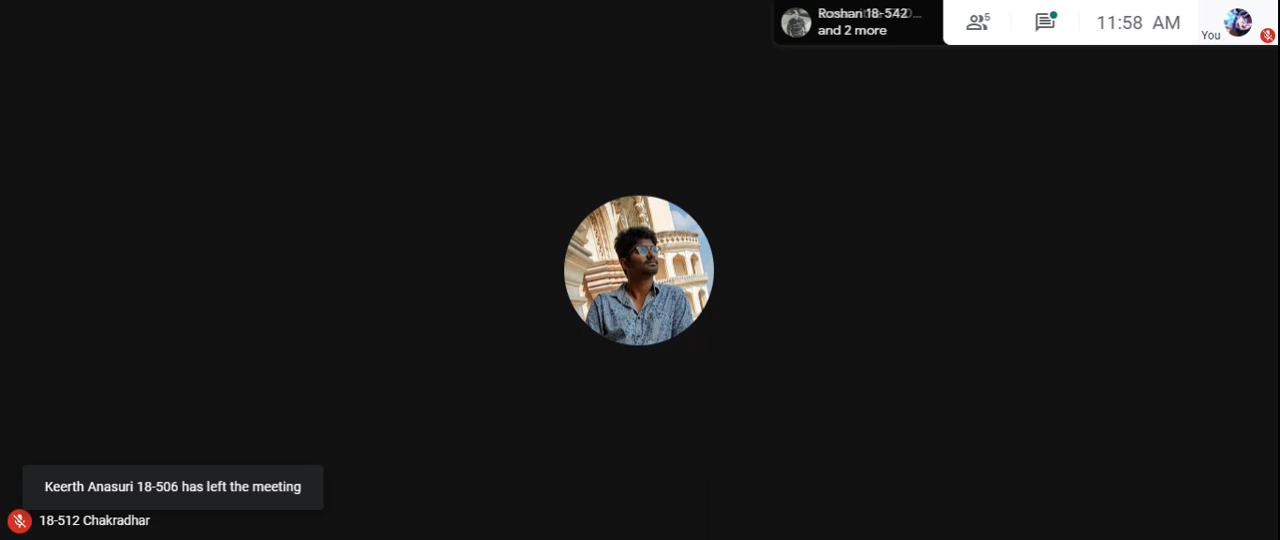 Roshan 18-542 ...
and 2 more
5
11:58 AM
You
Keerth Anasuri 18-506 has left the meeting
18-512 Chakradhar